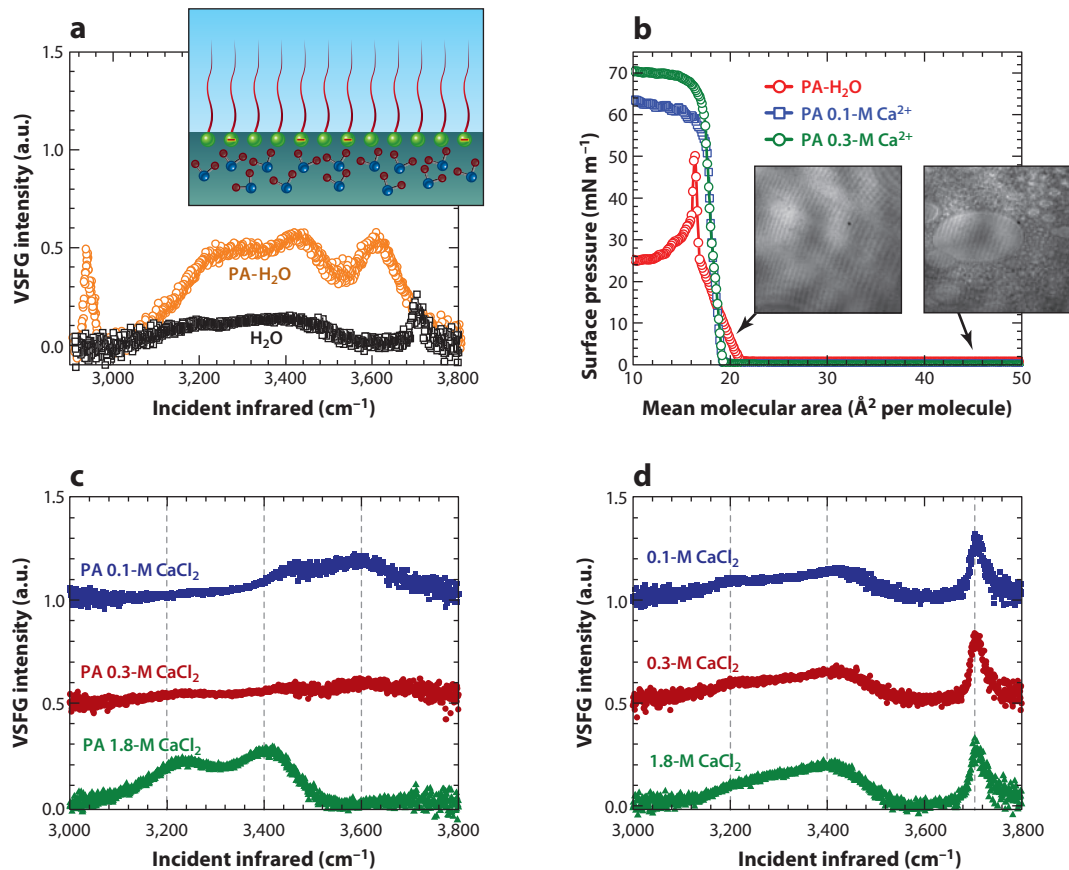 a
1.5
1.0
0.5
0.0
VSFG intensity (a.u.)
PA-H₂O
H₂O
3,000
3,200
3,400
3,600
3,800
Incident infrared (cm⁻¹)
b
70
60
50
40
30
20
10
0
Surface pressure (mN m⁻¹)
PA-H₂O
PA 0.1-M Ca²⁺
PA 0.3-M Ca²⁺
10
20
30
40
50
Mean molecular area (Å² per molecule)
c
1.5
1.0
0.5
0.0
VSFG intensity (a.u.)
PA 0.1-M CaCl₂
PA 0.3-M CaCl₂
PA 1.8-M CaCl₂
3,000
3,200
3,400
3,600
3,800
Incident infrared (cm⁻¹)
d
1.5
1.0
0.5
0.0
VSFG intensity (a.u.)
0.1-M CaCl₂
0.3-M CaCl₂
1.8-M CaCl₂
3,000
3,200
3,400
3,600
3,800
Incident infrared (cm⁻¹)